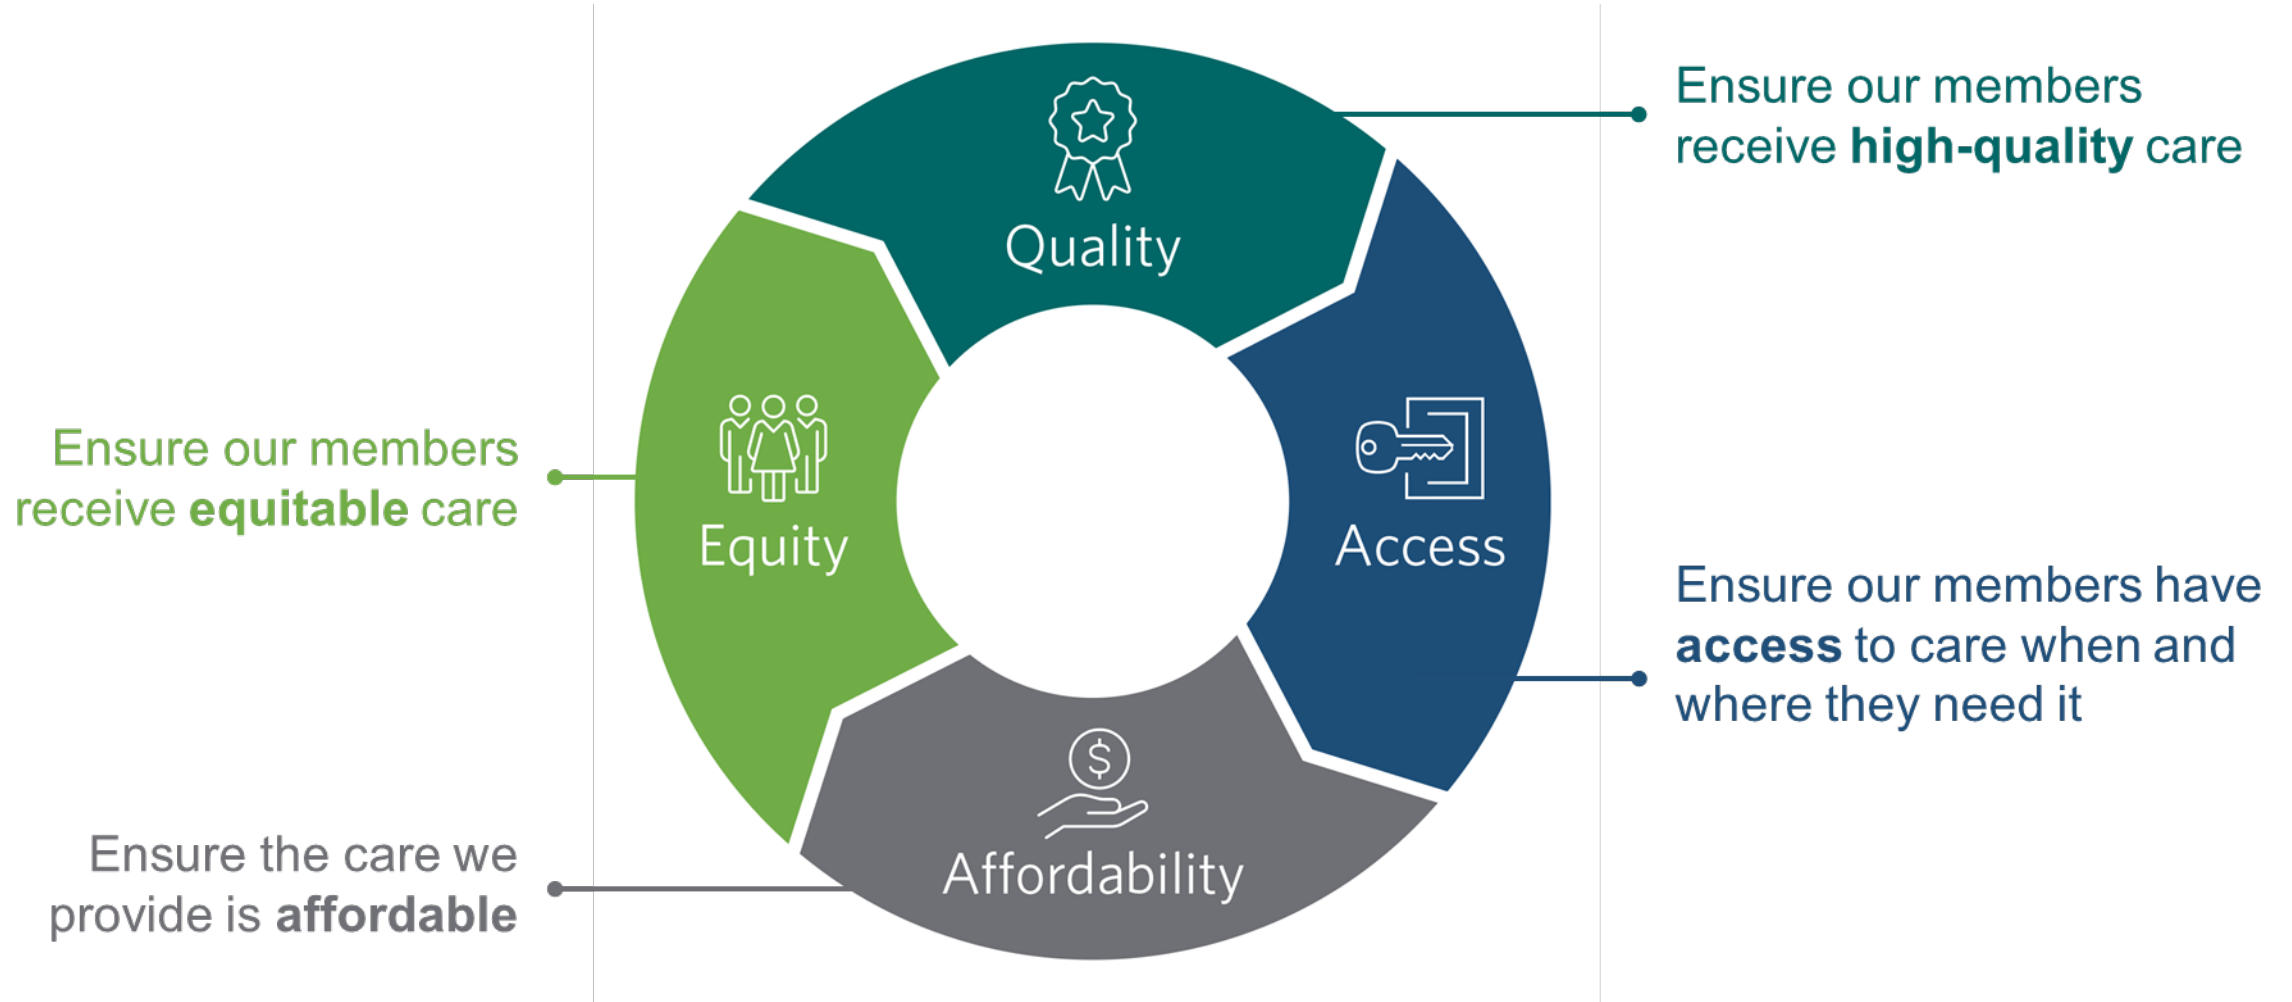 Quality
Ensure our members
receive high-quality care
Access
Ensure our members have
access to care when and
where they need it
$
Affordability
Ensure the care we
provide is affordable
Equity
Ensure our members
receive equitable care